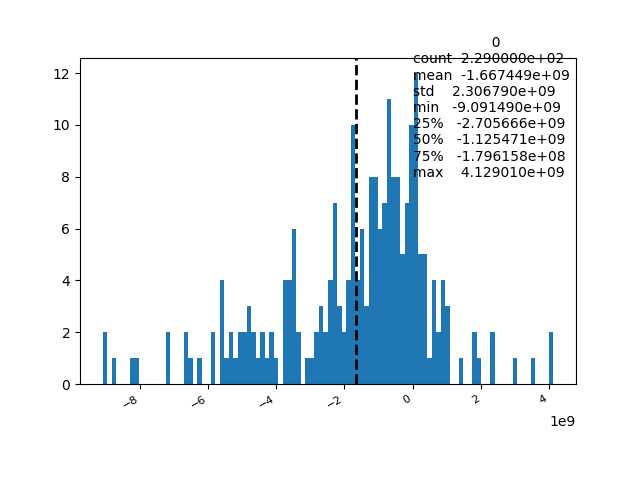 0
count  2.290000e+02
mean  -1.667449e+09
std    2.306790e+09
min   -9.091490e+09
25%   -2.705666e+09
50%   -1.125471e+09
75%   -1.796158e+08
max    4.129010e+09
12
10
8
6
4
2
0
−8
−6
−4
−2
0
2
4
1e9